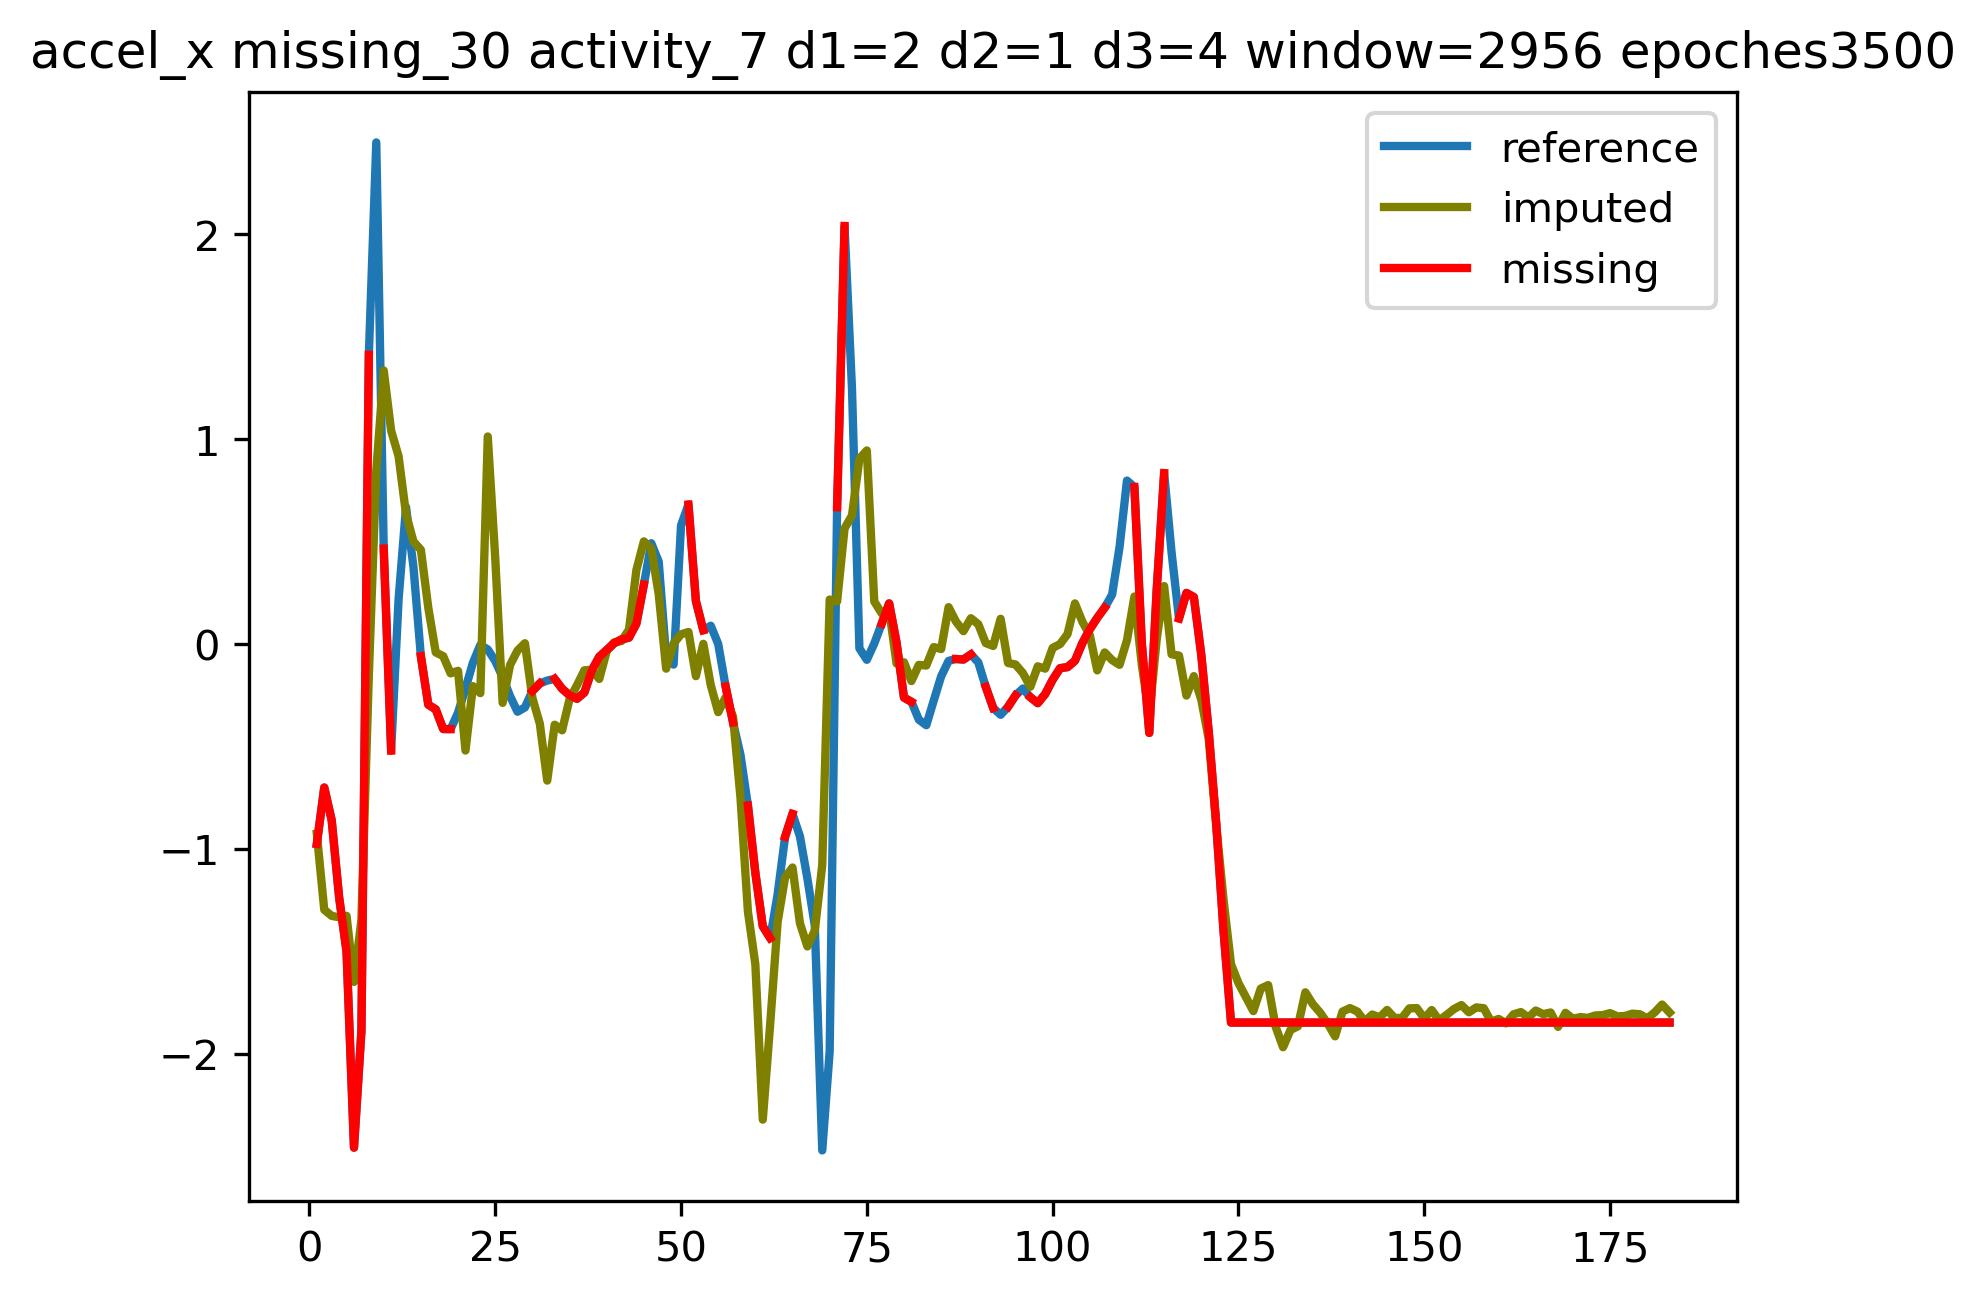 accel_x missing_30 activity_7 d1=2 d2=1 d3=4 window=2956 epoches3500
reference
imputed
missing
2
1
0
−1
−2
0 25 50 75 100 125 150 175